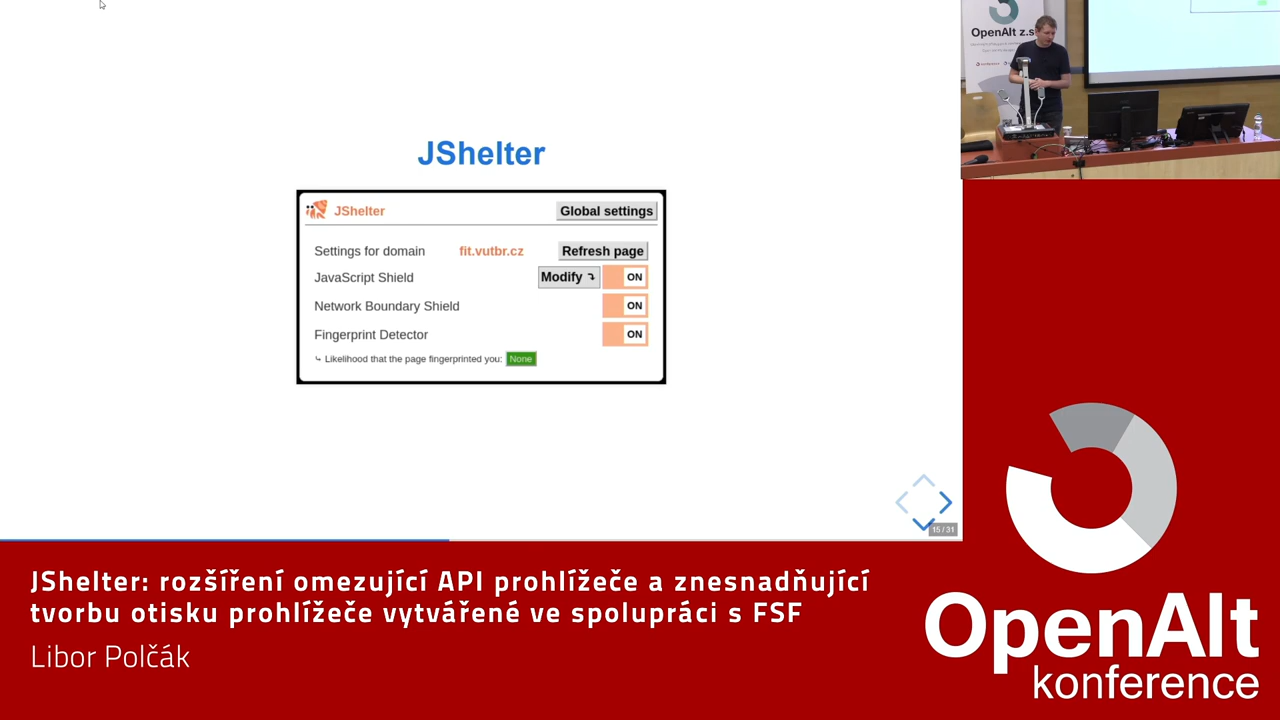 JShelter
JShelter
Global settings
Settings for domain
fit.vutbr.cz
Refresh page
JavaScript Shield
Modify
ON
Network Boundary Shield
ON
Fingerprint Detector
ON
Likelihood that the page fingerprinted you:
None
15 / 31
OpenAlt z.s
JShelter: rozšíření omezující API prohlížeče a znesnadňující
tvorbu otisku prohlížeče vytvářené ve spolupráci s FSF
Libor Polčák
OpenAlt
konference